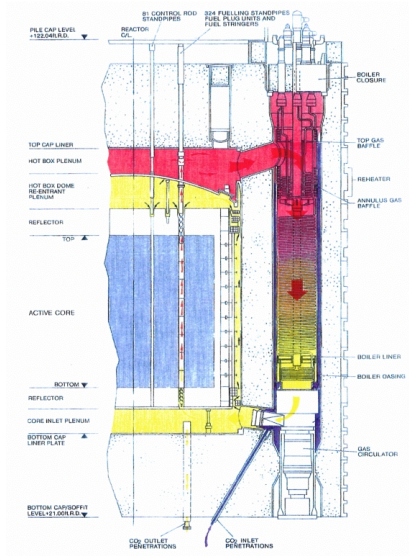 81 CONTROL ROD
STANDPIPES
324 FUELLING STANDPIPES
FUEL PLUG UNITS AND
FUEL STRINGERS
PILE CAP LEVEL
+122.04ft.R.D.
REACTOR
C/L.
BOILER
CLOSURE
TOP CAP LINER
TOP GAS
BAFFLE
HOT BOX PLENUM
REHEATER
HOT BOX DOME
RE-ENTRANT
PLENUM
ANNULUS GAS
BAFFLE
REFLECTOR
TOP
ACTIVE CORE
BOILER LINER
BOILER DASING
BOTTOM
REFLECTOR
CORE INLET PLENUM
BOTTOM CAP
LINER PLATE
GAS
CIRCULATOR
BOTTOM CAP/SOFFIT
LEVEL+21.00ft.R.D.
CO₂ OUTLET
PENETRATIONS
CO₂ INLET
PENETRATIONS